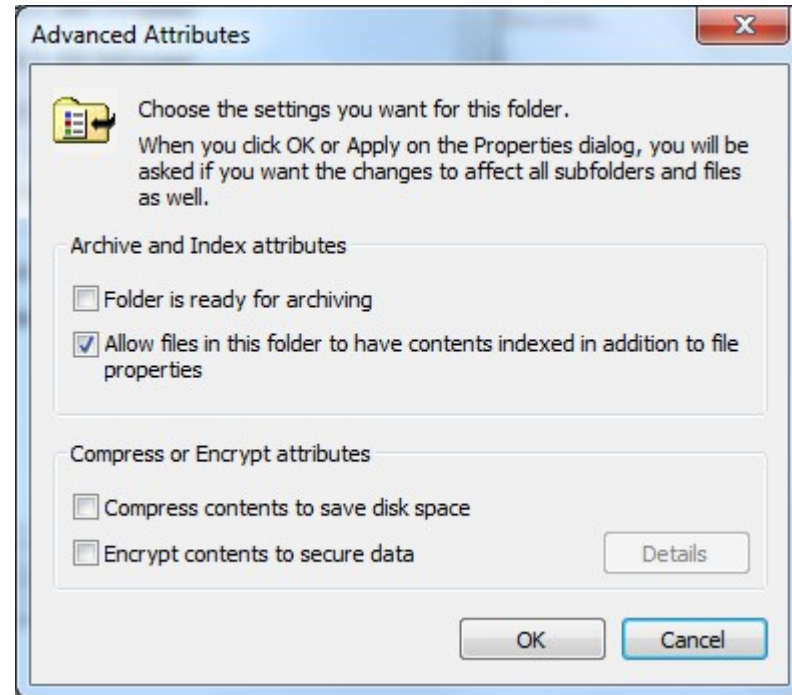 Advanced Attributes
Choose the settings you want for this folder.
When you click OK or Apply on the Properties dialog, you will be
asked if you want the changes to affect all subfolders and files
as well.
Archive and Index attributes
Folder is ready for archiving
Allow files in this folder to have contents indexed in addition to file
properties
Compress or Encrypt attributes
Compress contents to save disk space
Encrypt contents to secure data
Details
OK
Cancel